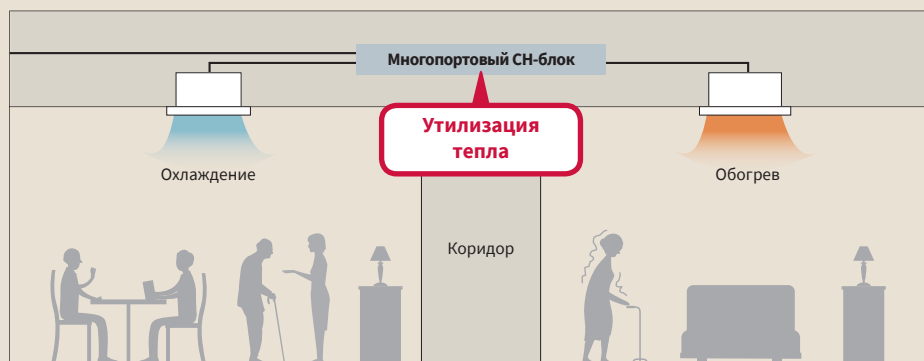 Многопортовый СН-блок
Утилизация
тепла
Охлаждение
Обогрев
Коридор